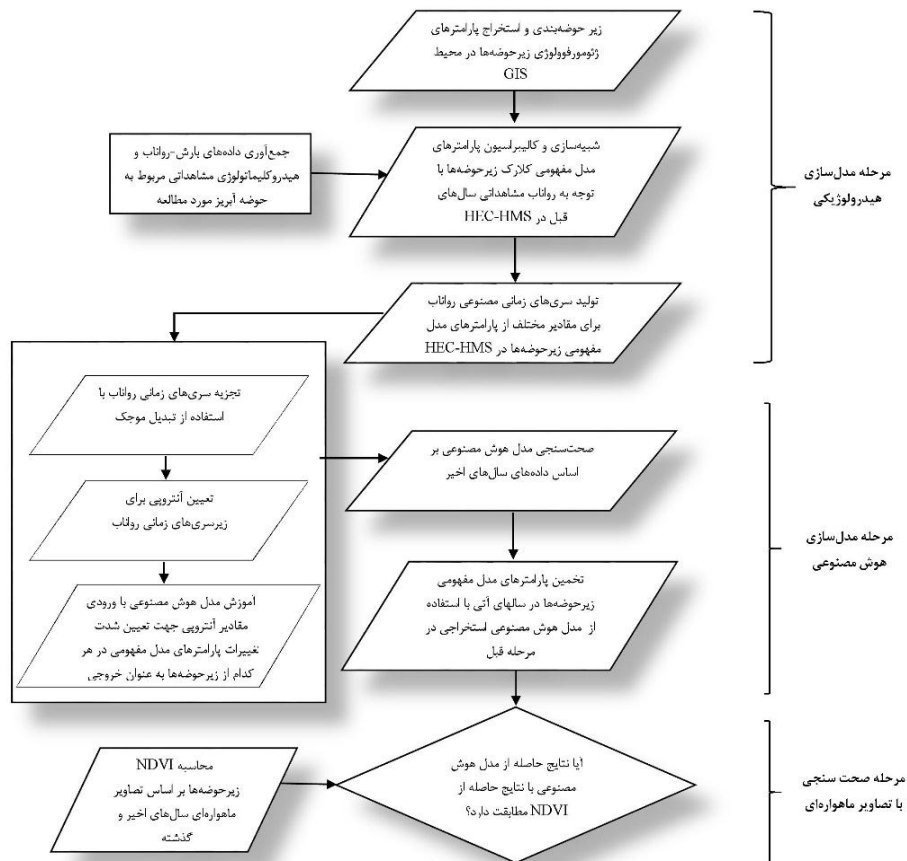 زیر حوضه‌بندی و استخراج پارامترهای
ژئومورفوولوژی زیرحوضه‌ها در محیط
GIS
جمع‌آوری داده‌های بارش-رواناب و
هیدروکلیماتولوژی مشاهداتی مربوط به
حوضه آبریز مورد مطالعه
شبیه‌سازی و کالیبراسیون پارامترهای
مدل مفهومی کلارک زیرحوضه‌ها با
توجه به رواناب مشاهداتی سال‌های
قبل در HEC-HMS
تولید سری‌های زمانی مصنوعی رواناب
برای مقادیر مختلف از پارامترهای مدل
مفهومی زیرحوضه‌ها در HEC-HMS
مرحله مدل‌سازی
هیدرولوژیکی
تجزیه سری‌های زمانی رواناب با
استفاده از تبدیل موجک
تعیین آنتروپی برای
زیرسری‌های زمانی رواناب
آموزش مدل هوش مصنوعی با ورودی
مقادیر آنتروپی جهت تعیین شدت
تغییرات پارامترهای مدل مفهومی در هر
کدام از زیرحوضه‌ها به عنوان خروجی
صحت‌سنجی مدل هوش مصنوعی بر
اساس داده‌های سال‌های اخیر
تخمین پارامترهای مدل مفهومی
زیرحوضه‌ها در سالهای آتی با استفاده
از مدل هوش مصنوعی استخراجی در
مرحله قبل
مرحله مدل‌سازی
هوش مصنوعی
محاسبه NDVI
زیرحوضه‌ها بر اساس تصاویر
ماهواره‌ای سال‌های اخیر و
گذشته
آیا نتایج حاصله از مدل هوش
مصنوعی با نتایج حاصله از
NDVI مطابقت دارد؟
مرحله صحت سنجی
با تصاویر ماهواره‌ای